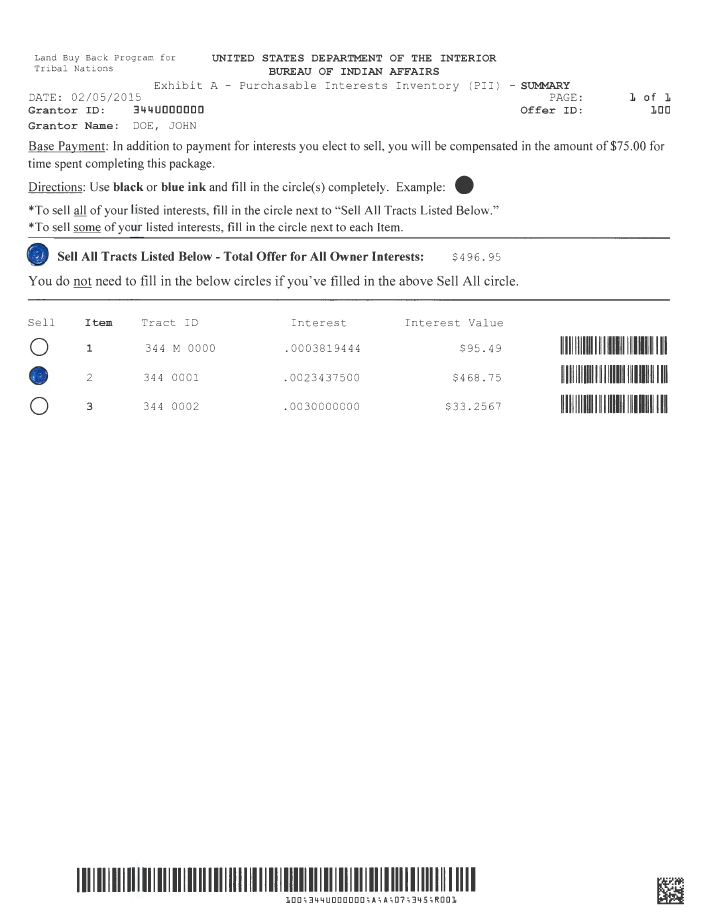 Land Buy Back Program for
Tribal Nations
UNITED STATES DEPARTMENT OF THE INTERIOR
BUREAU OF INDIAN AFFAIRS
Exhibit A - Purchasable Interests Inventory (PII) - SUMMARY
DATE: 02/05/2015 PAGE: 1 of 1
Grantor ID: 344U000000 Offer ID: 100
Grantor Name: DOE, JOHN
Base Payment: In addition to payment for interests you elect to sell, you will be compensated in the amount of $75.00 for
time spent completing this package.
Directions: Use black or blue ink and fill in the circle(s) completely. Example:
*To sell all of your listed interests, fill in the circle next to “Sell All Tracts Listed Below.”
*To sell some of your listed interests, fill in the circle next to each Item.
Sell All Tracts Listed Below - Total Offer for All Owner Interests: $496.95
You do not need to fill in the below circles if you’ve filled in the above Sell All circle.
Sell Item Tract ID Interest Interest Value
1 344 M 0000 .0003819444 $95.49
2 344 0001 .0023437500 $468.75
3 344 0002 .0030000000 $33.2567